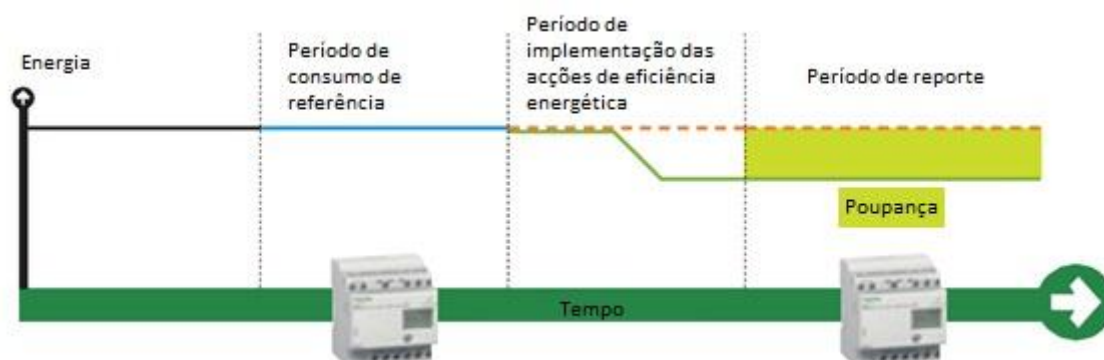 Energia
Período de
consumo de
referência
Período de
implementação das
acções de eficiência
energética
Período de reporte
Poupança
Tempo